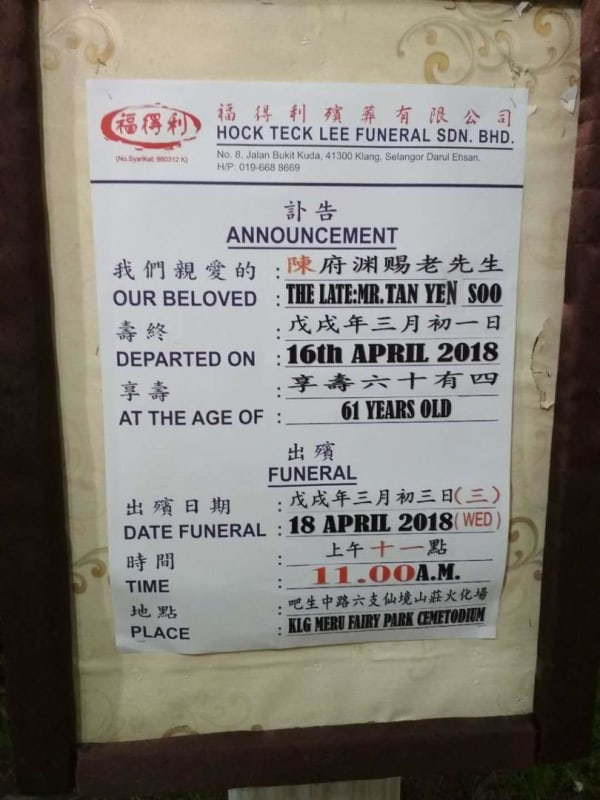 福得利
(No.Syarikat: 860312 K)
福得利殯葬有限公司
HOCK TECK LEE FUNERAL SDN. BHD.
No. 8, Jalan Bukit Kuda, 41300 Klang, Selangor Darul Ehsan.
H/P: 019-668 8669
訃告
ANNOUNCEMENT
我們親愛的 : 陳府渊赐老先生
OUR BELOVED : THE LATE:MR.TAN YEN SOO
壽終 : 戊戌年三月初一日
DEPARTED ON : 16th APRIL 2018
享壽 : 享壽六十有四
AT THE AGE OF : 61 YEARS OLD
出殯
FUNERAL
出殯日期 : 戊戌年三月初三日(三)
DATE FUNERAL : 18 APRIL 2018(WED)
時間 : 上午十一點
TIME : 11.00A.M.
地點 : 吧生中路六支仙境山莊火化場
PLACE : KLG MERU FAIRY PARK CEMETODIUM